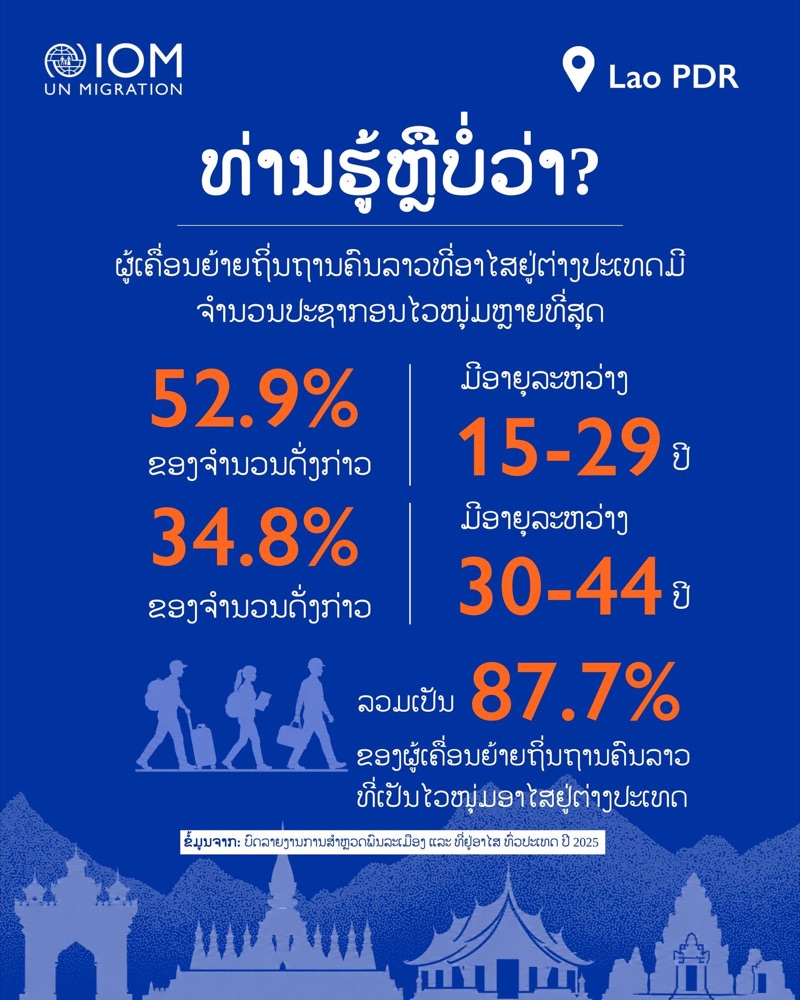 IOM
UN MIGRATION
Lao PDR
ທ່ານຮູ້ຫຼືບໍ່ວ່າ?
ຜູ້ເຄື່ອນຍ້າຍຖິ່ນຖານຄົນລາວທີ່ອາໄສຢູ່ຕ່າງປະເທດມີ
ຈຳນວນປະຊາກອນໄວໜຸ່ມຫຼາຍທີ່ສຸດ
52.9%
ຂອງຈຳນວນດັ່ງກ່າວ
ມີອາຍຸລະຫວ່າງ
15-29 ປີ
34.8%
ຂອງຈຳນວນດັ່ງກ່າວ
ມີອາຍຸລະຫວ່າງ
30-44 ປີ
ລວມເປັນ 87.7%
ຂອງຜູ້ເຄື່ອນຍ້າຍຖິ່ນຖານຄົນລາວ
ທີ່ເປັນໄວໜຸ່ມອາໄສຢູ່ຕ່າງປະເທດ
ຂໍ້ມູນຈາກ: ບົດລາຍງານການສຳຫຼວດພົນລະເມືອງ ແລະ ທີ່ຢູ່ອາໄສ ທົ່ວປະເທດ ປີ 2025